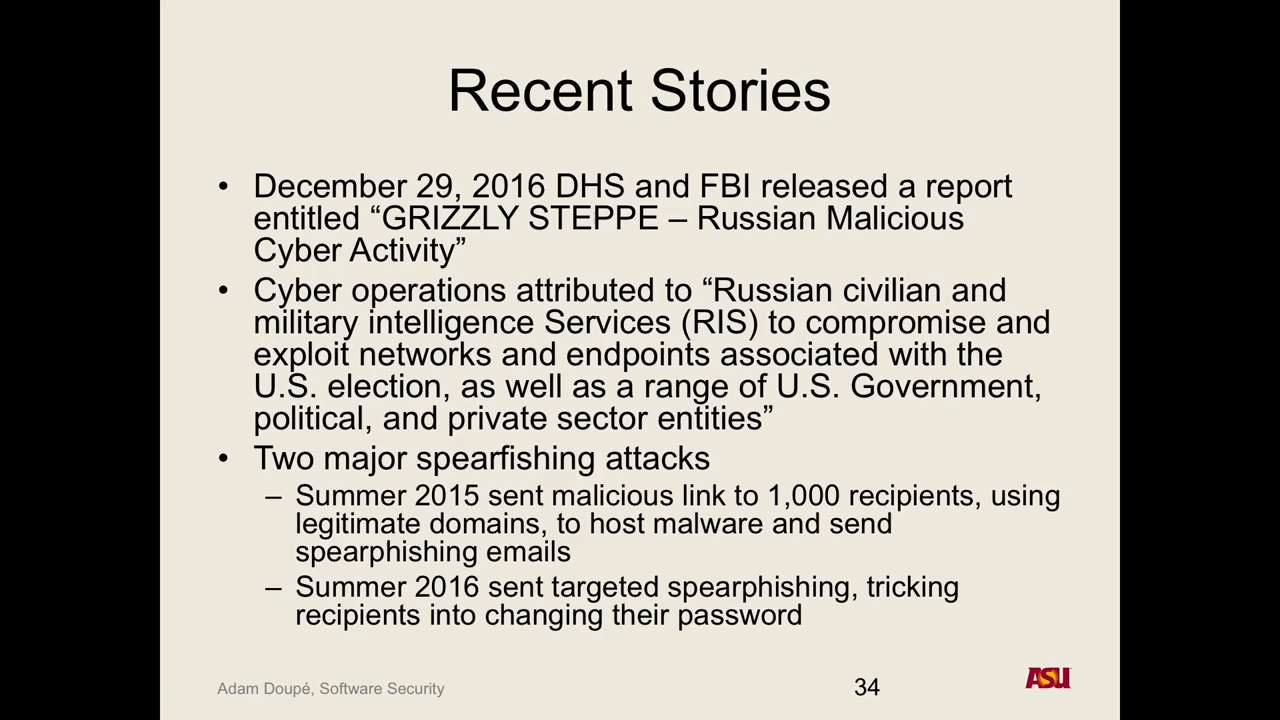 Recent Stories
• December 29, 2016 DHS and FBI released a report
entitled “GRIZZLY STEPPE – Russian Malicious
Cyber Activity”
• Cyber operations attributed to “Russian civilian and
military intelligence Services (RIS) to compromise and
exploit networks and endpoints associated with the
U.S. election, as well as a range of U.S. Government,
political, and private sector entities”
• Two major spearfishing attacks
– Summer 2015 sent malicious link to 1,000 recipients, using
legitimate domains, to host malware and send
spearphishing emails
– Summer 2016 sent targeted spearphishing, tricking
recipients into changing their password
Adam Doupé, Software Security
34
ASU